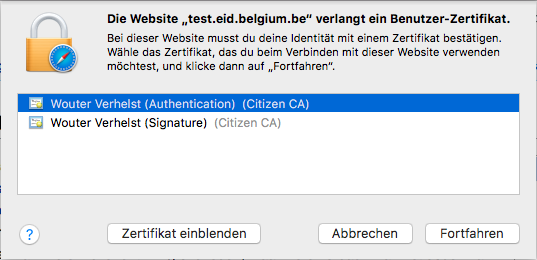 Die Website „test.eid.belgium.be“ verlangt ein Benutzer-Zertifikat.
Bei dieser Website musst du deine Identität mit einem Zertifikat bestätigen.
Wähle das Zertifikat, das du beim Verbinden mit dieser Website verwenden
möchtest, und klicke dann auf „Fortfahren“.
Wouter Verhelst (Authentication) (Citizen CA)
Wouter Verhelst (Signature) (Citizen CA)
? Zertifikat einblenden Abbrechen Fortfahren